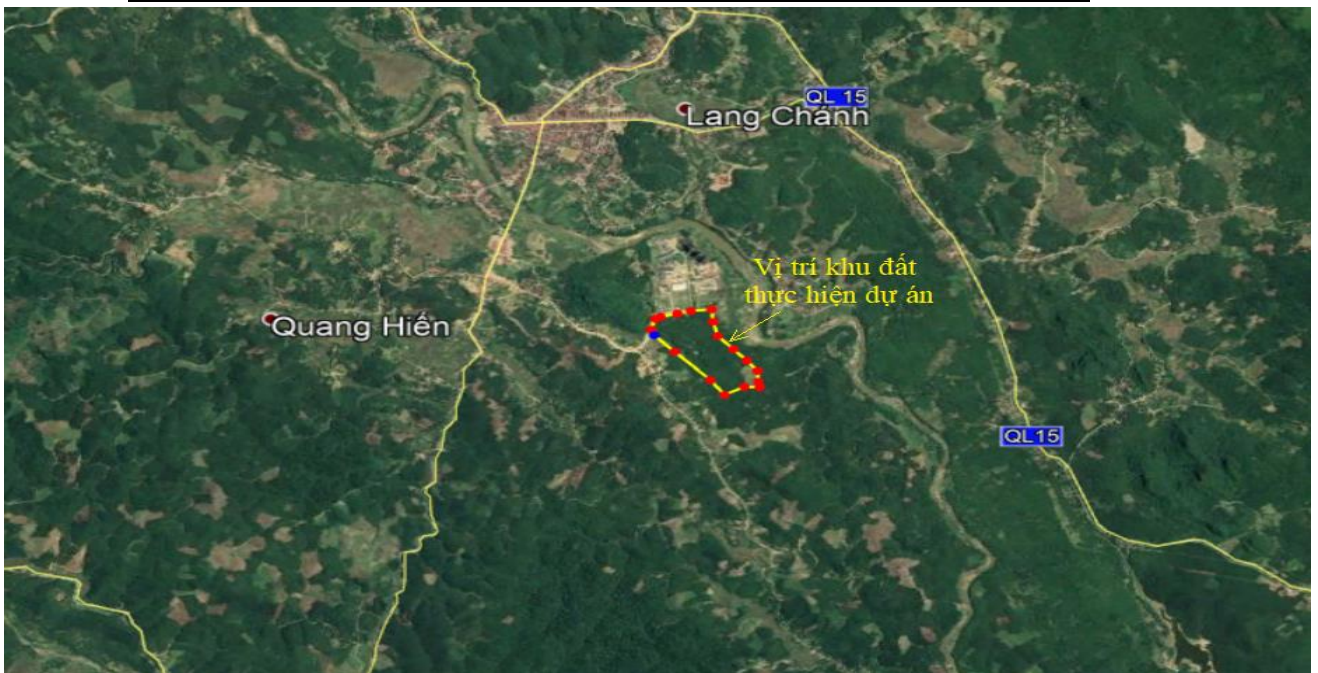 QL 15
Lang Chánh
Vị trí khu đất
thực hiện dự án
Quang Hiến
QL15